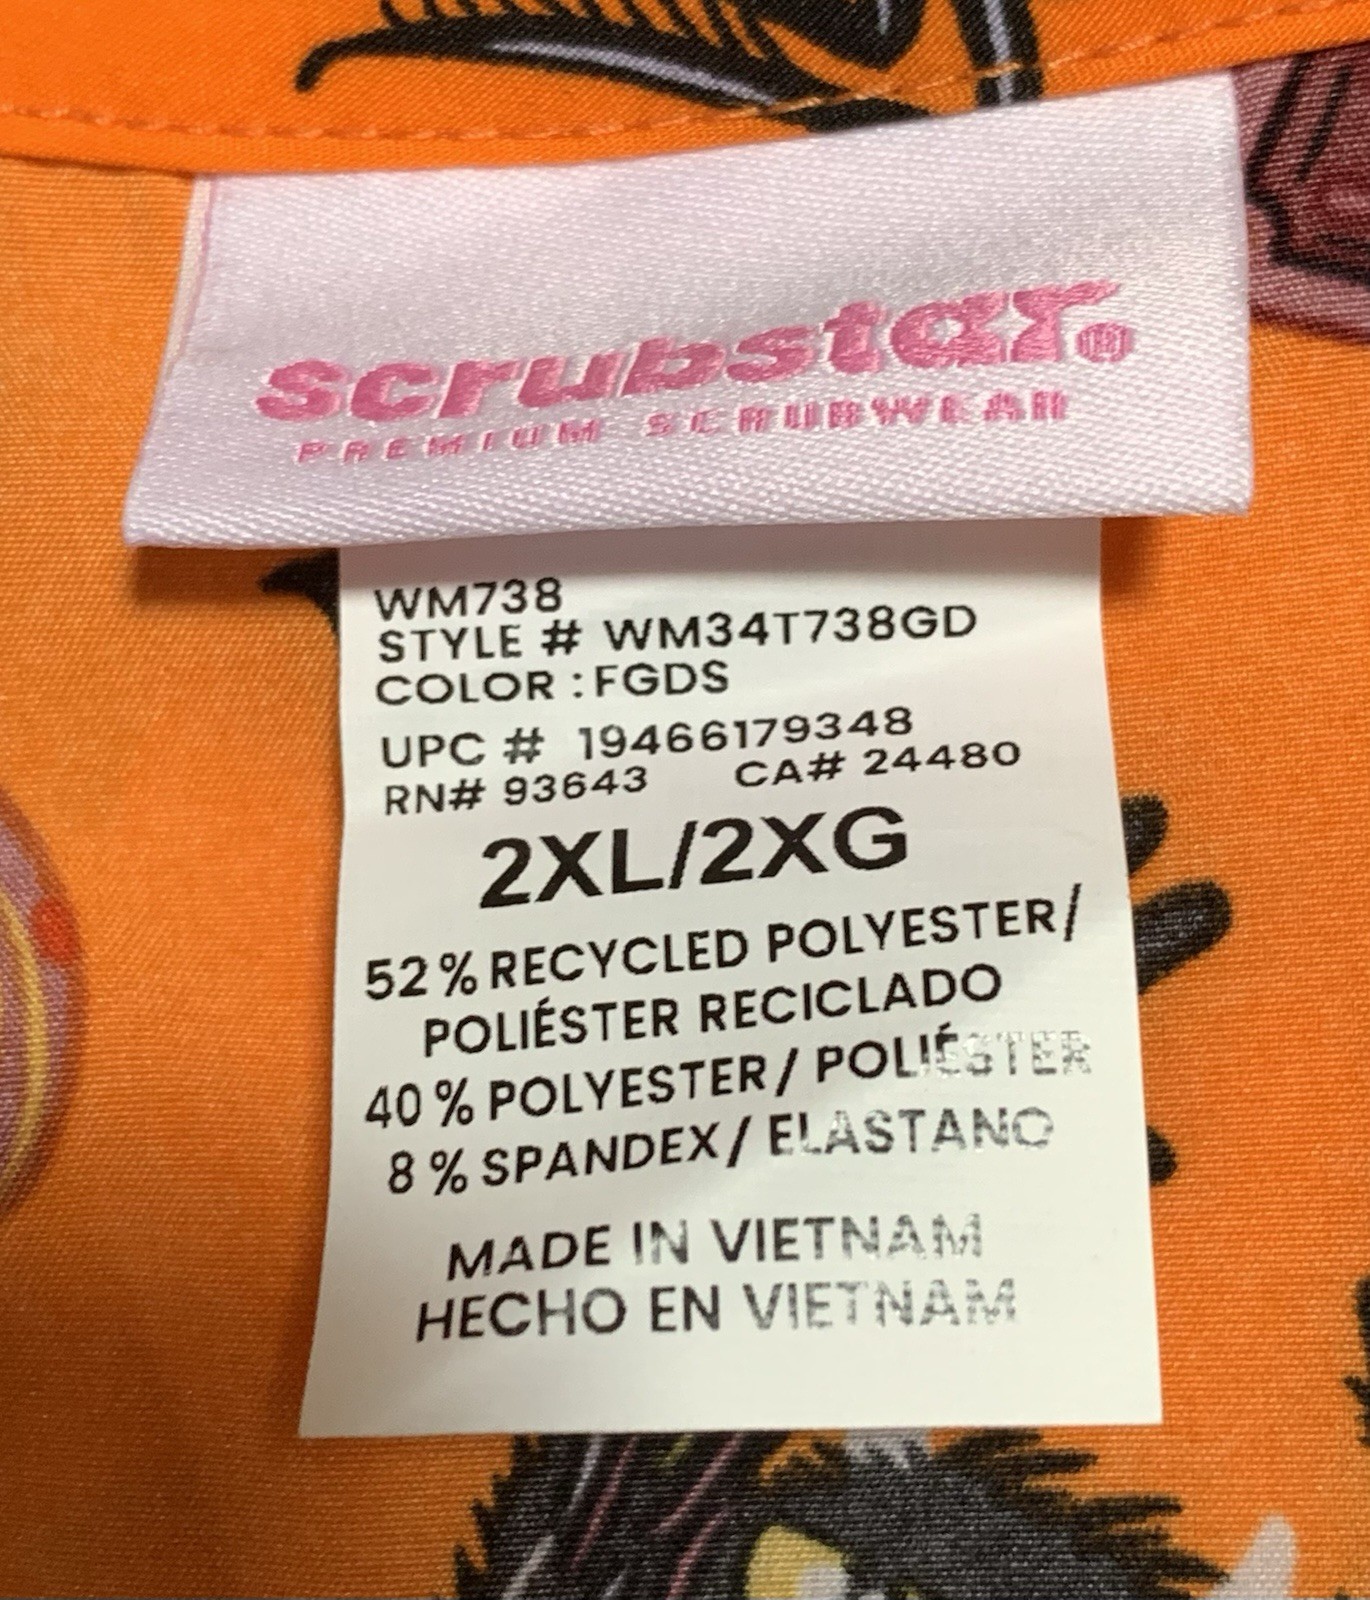 scrubstar.®
PREMIUM SCRUBWEAR
WM738
STYLE # WM34T738GD
COLOR : FGDS
UPC # 19466179348
RN# 93643 CA# 24480
2XL/2XG
52% RECYCLED POLYESTER/
POLIÉSTER RECICLADO
40% POLYESTER/ POLIÉSTER
8% SPANDEX/ ELASTANO
MADE IN VIETNAM
HECHO EN VIETNAM